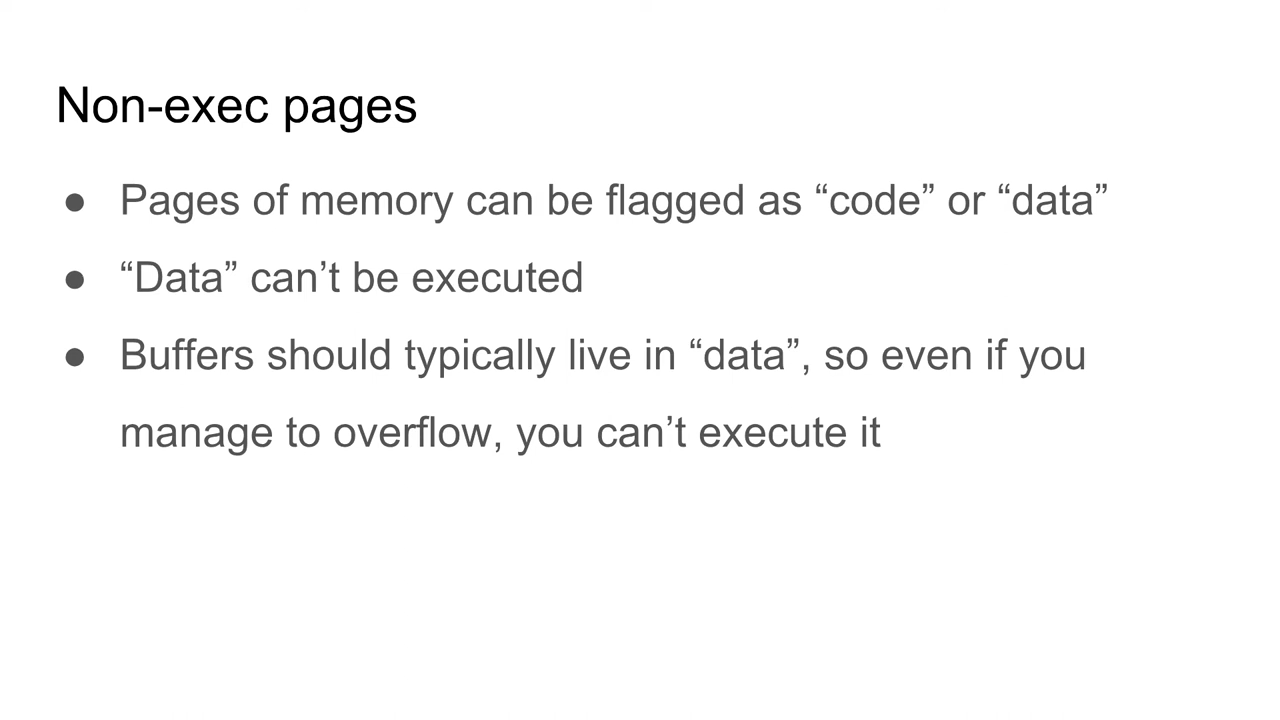 Non-exec pages
● Pages of memory can be flagged as “code” or “data”
● “Data” can’t be executed
● Buffers should typically live in “data”, so even if you
manage to overflow, you can’t execute it